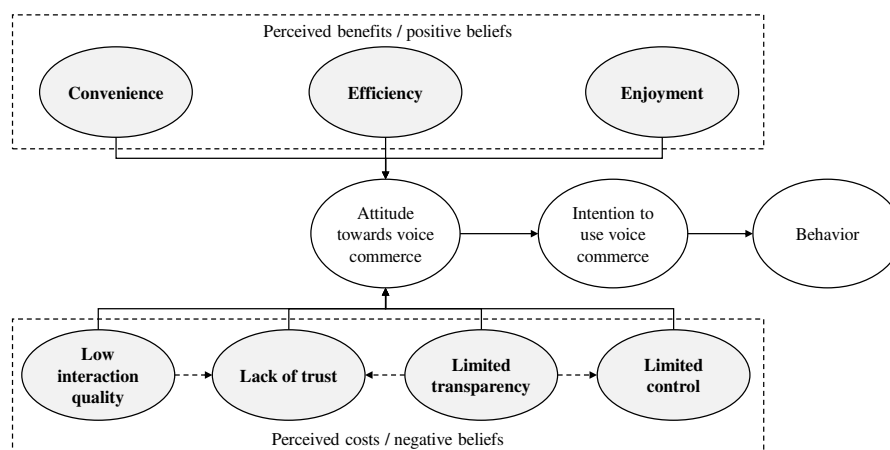 Perceived benefits / positive beliefs
Convenience
Efficiency
Enjoyment
Attitude
towards voice
commerce
Intention to
use voice
commerce
Behavior
Low
interaction
quality
Lack of trust
Limited
transparency
Limited
control
Perceived costs / negative beliefs